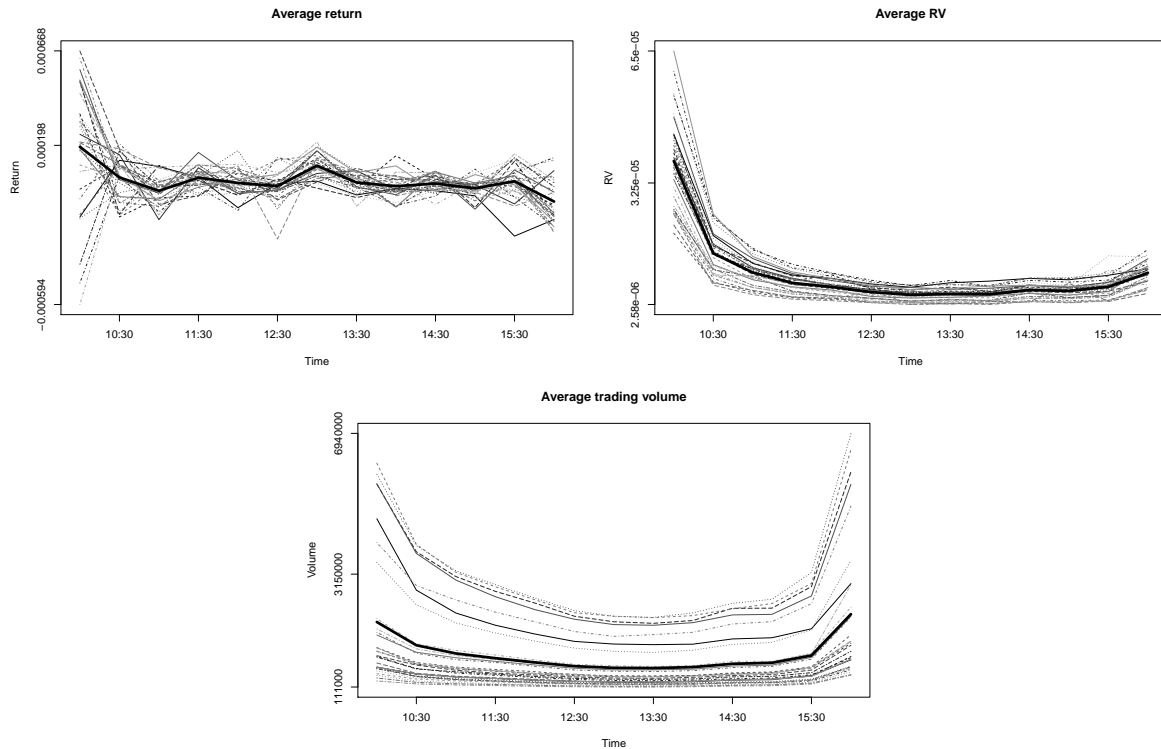 Average return
0.000668
0.000198
−0.000594
Return
10:30 11:30 12:30 13:30 14:30 15:30
Time
Average RV
6.5e−05
3.25e−05
2.58e−06
RV
10:30 11:30 12:30 13:30 14:30 15:30
Time
Average trading volume
6940000
3150000
111000
Volume
10:30 11:30 12:30 13:30 14:30 15:30
Time